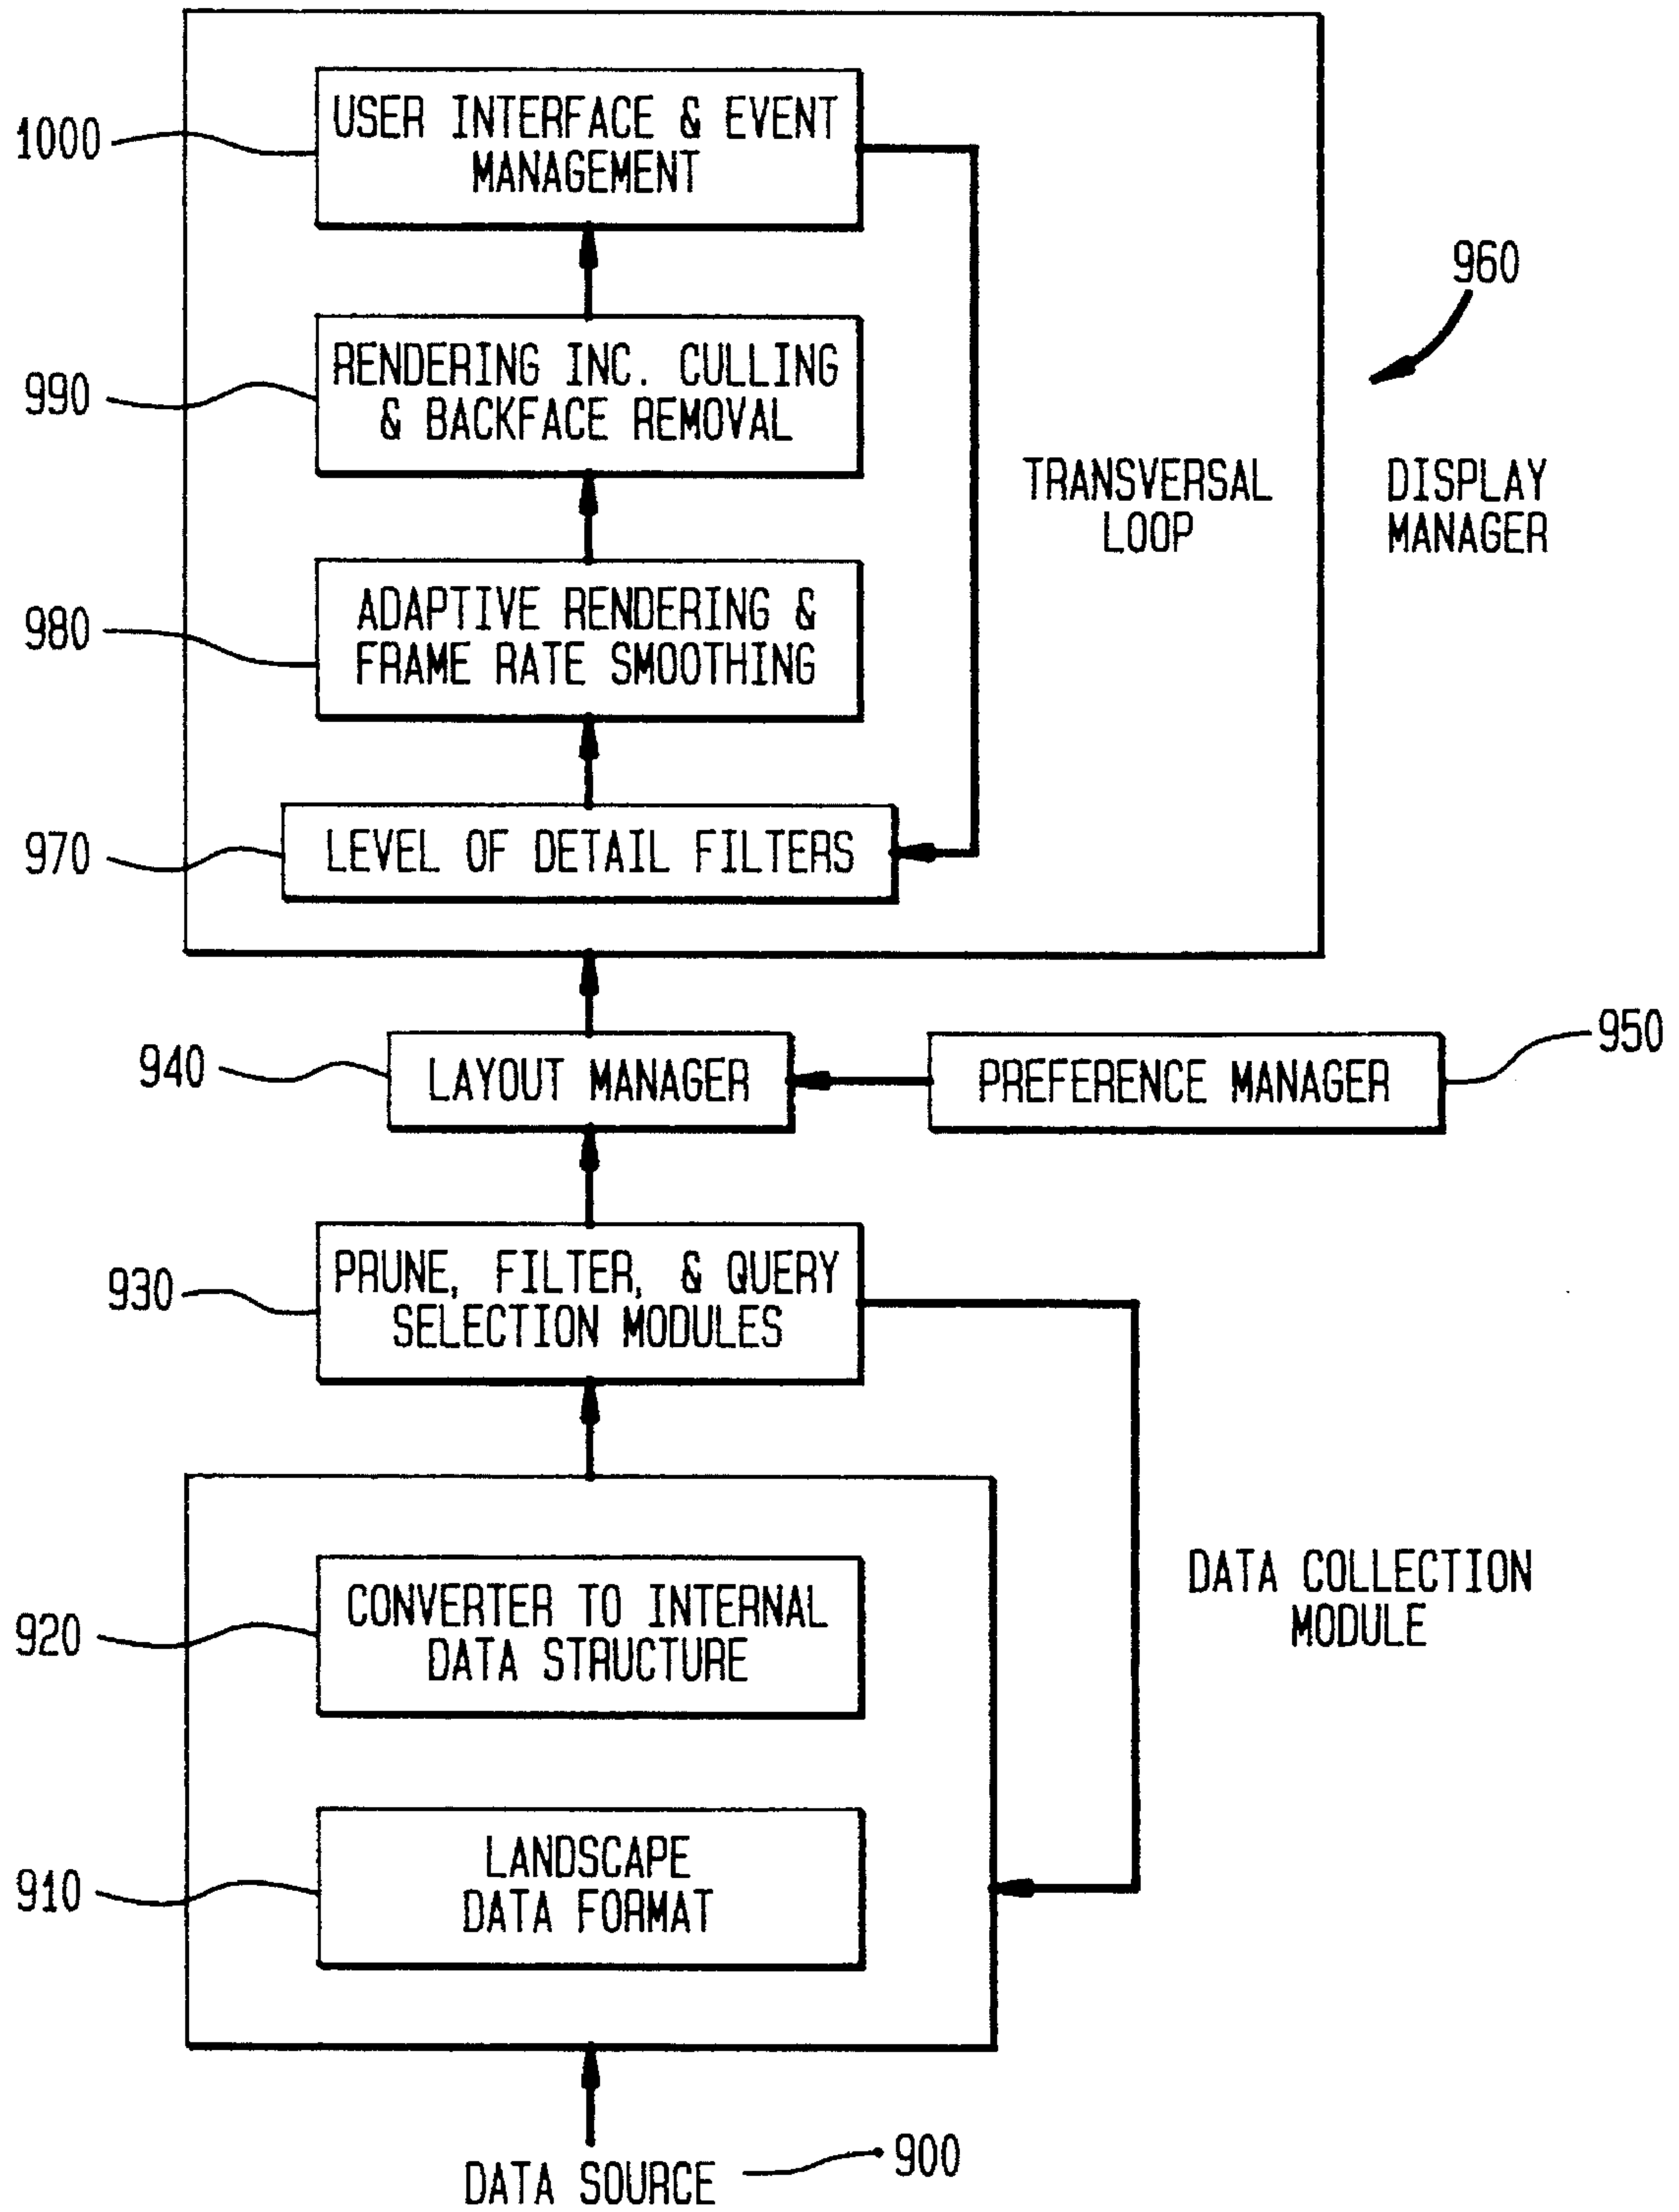 1000
USER INTERFACE & EVENT
MANAGEMENT
960
990
RENDERING INC. CULLING
& BACKFACE REMOVAL
TRANSVERSAL
LOOP
DISPLAY
MANAGER
980
ADAPTIVE RENDERING &
FRAME RATE SMOOTHING
970
LEVEL OF DETAIL FILTERS
940
LAYOUT MANAGER
PREFERENCE MANAGER
950
930
PRUNE, FILTER, & QUERY
SELECTION MODULES
920
CONVERTER TO INTERNAL
DATA STRUCTURE
DATA COLLECTION
MODULE
910
LANDSCAPE
DATA FORMAT
DATA SOURCE
900